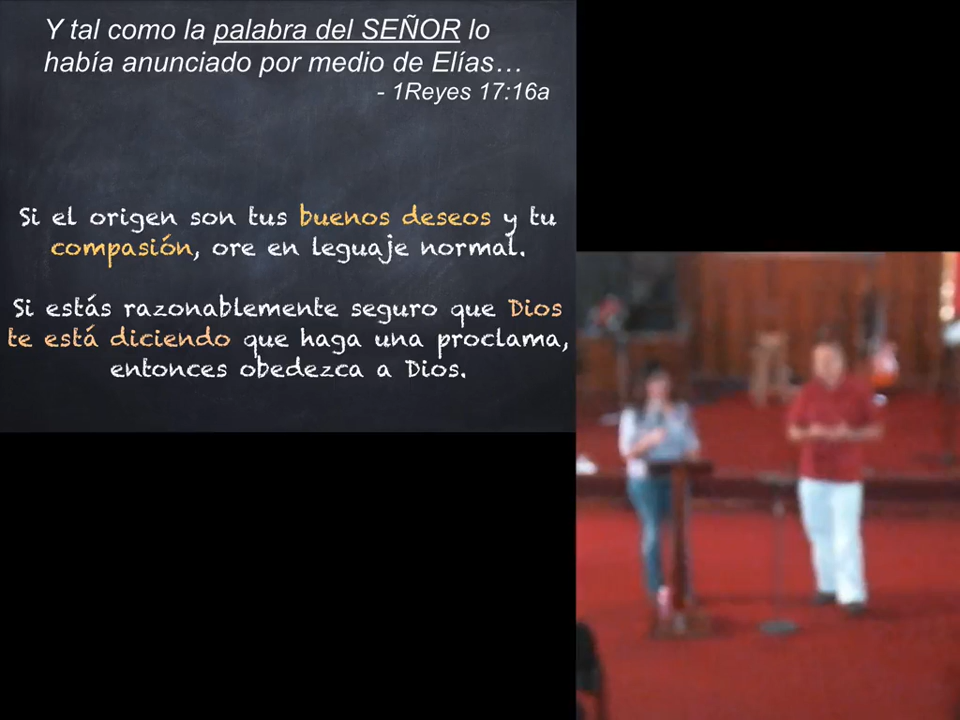 Y tal como la palabra del SEÑOR lo
había anunciado por medio de Elías…
- 1Reyes 17:16a
Si el origen son tus buenos deseos y tu
compasión, ore en leguaje normal.
Si estás razonablemente seguro que Dios
te está diciendo que haga una proclama,
entonces obedezca a Dios.